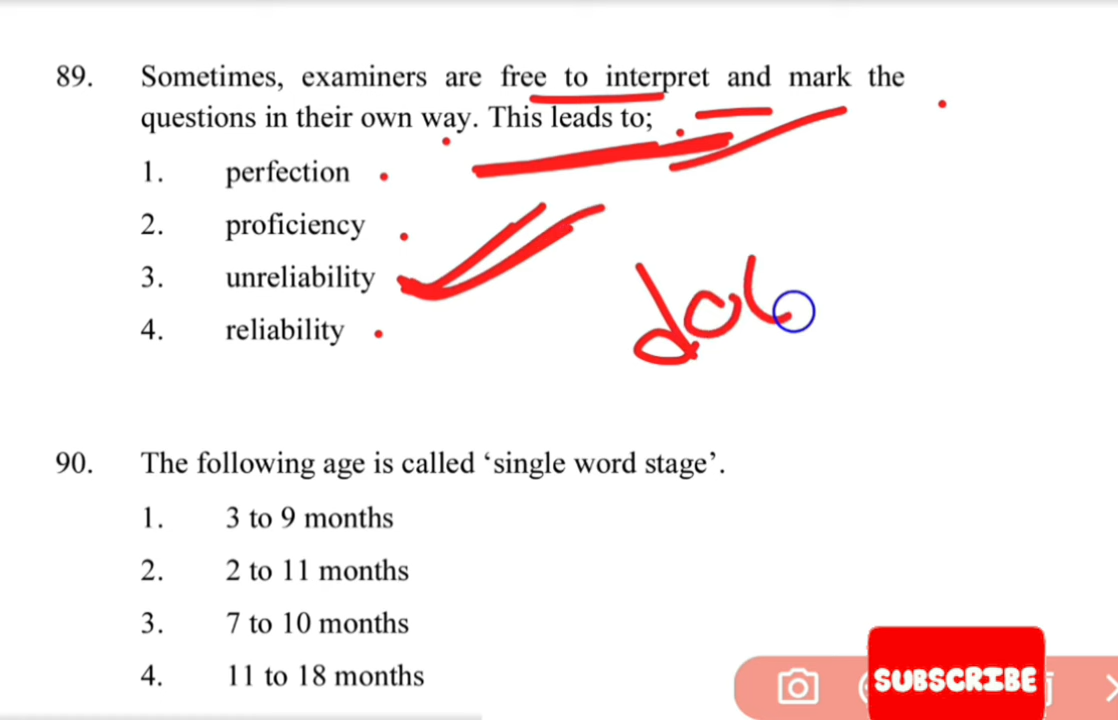 89. Sometimes, examiners are free to interpret and mark the
questions in their own way. This leads to;
1. perfection
2. proficiency
3. unreliability
4. reliability
90. The following age is called ‘single word stage’.
1. 3 to 9 months
2. 2 to 11 months
3. 7 to 10 months
4. 11 to 18 months
SUBSCRIBE